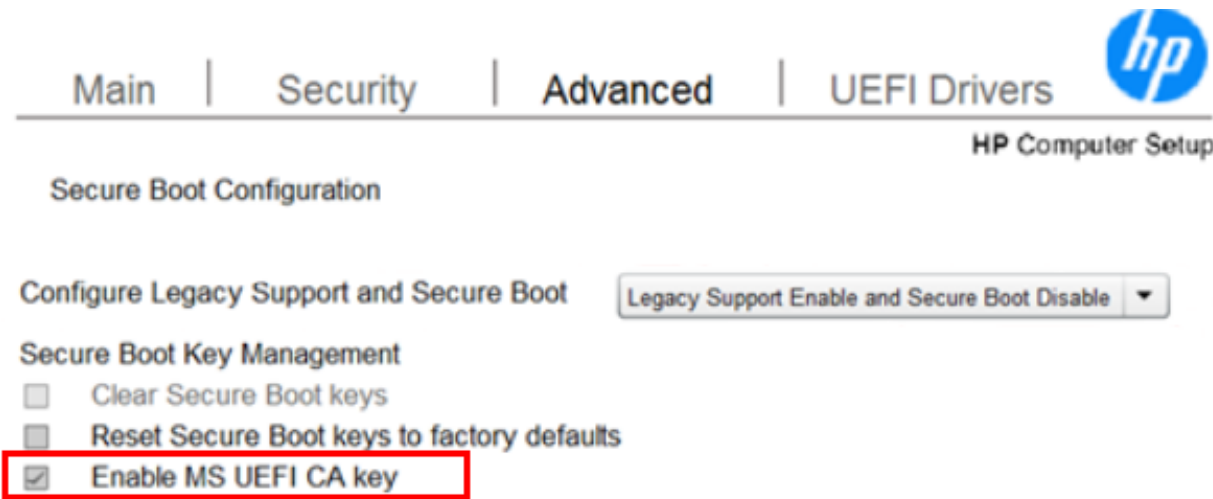 hp
Main | Security | Advanced | UEFI Drivers
HP Computer Setup
Secure Boot Configuration
Configure Legacy Support and Secure Boot Legacy Support Enable and Secure Boot Disable
Secure Boot Key Management
Clear Secure Boot keys
Reset Secure Boot keys to factory defaults
Enable MS UEFI CA key